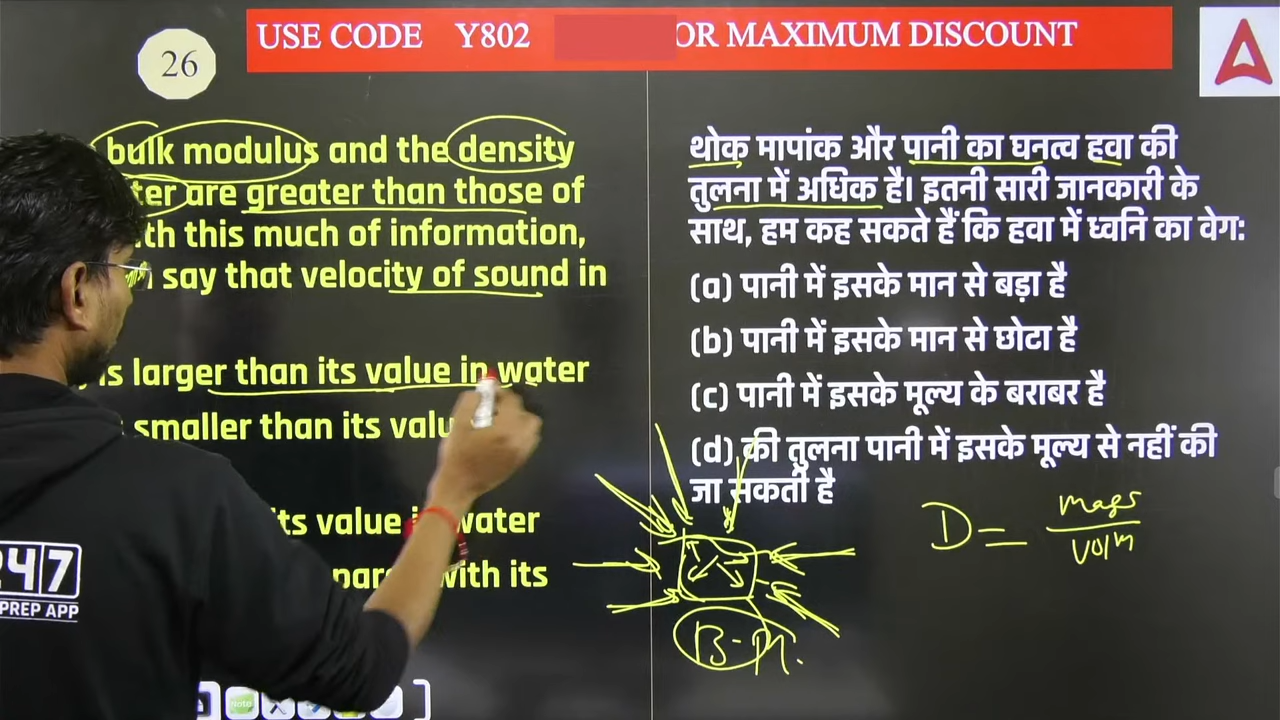 USE CODE Y802 OR MAXIMUM DISCOUNT
26
bulk modulus and the density
ter are greater than those of
th this much of information,
say that velocity of sound in
is larger than its value in water
smaller than its valu
its value in water
pare with its
थोक मापांक और पानी का घनत्व हवा की
तुलना में अधिक है। इतनी सारी जानकारी के
साथ, हम कह सकते हैं कि हवा में ध्वनि का वेग:
(a) पानी में इसके मान से बड़ा है
(b) पानी में इसके मान से छोटा है
(c) पानी में इसके मूल्य के बराबर है
(d) की तुलना पानी में इसके मूल्य से नहीं की
जा सकती है
D = mass
volm
B.M.
247
PREP APP